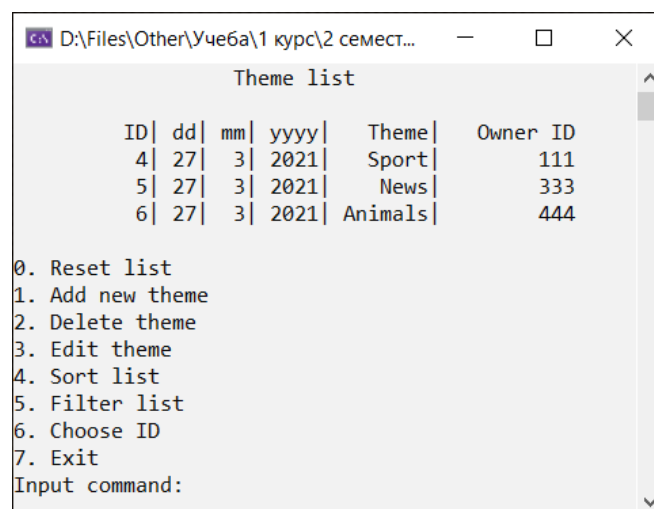 C:\ D:\Files\Other\Учеба\1 курс\2 семест...
Theme list
ID| dd| mm| yyyy| Theme| Owner ID
4| 27| 3| 2021| Sport| 111
5| 27| 3| 2021| News| 333
6| 27| 3| 2021| Animals| 444
0. Reset list
1. Add new theme
2. Delete theme
3. Edit theme
4. Sort list
5. Filter list
6. Choose ID
7. Exit
Input command: